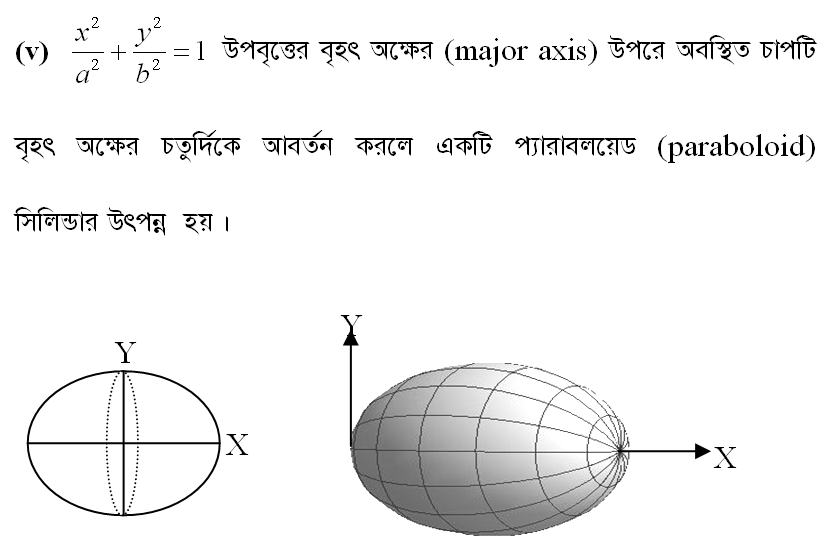 (v) x²/a² + y²/b² = 1 উপবৃত্তের বৃহৎ অক্ষের (major axis) উপরে অবস্থিত চাপটি
বৃহৎ অক্ষের চতুর্দিকে আবর্তন করলে একটি প্যারাবলয়েড (paraboloid)
সিলিন্ডার উৎপন্ন হয়।
Y
X
Y
X